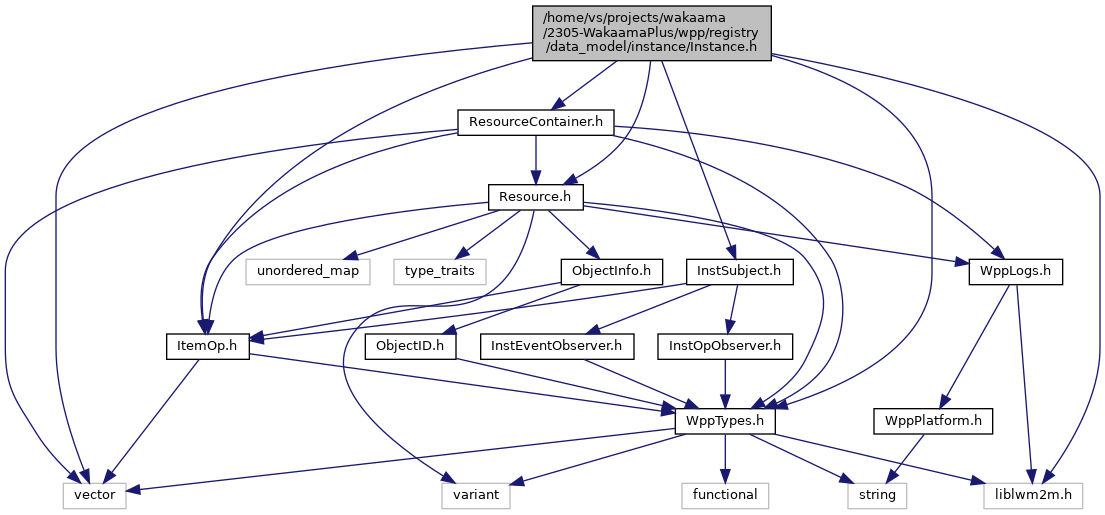 /home/vs/projects/wakaama
/2305-WakaamaPlus/wpp/registry
/data_model/instance/Instance.h
ResourceContainer.h
Resource.h
unordered_map
type_traits
ObjectInfo.h
InstSubject.h
WppLogs.h
ItemOp.h
ObjectID.h
InstEventObserver.h
InstOpObserver.h
WppTypes.h
WppPlatform.h
vector
variant
functional
string
liblwm2m.h